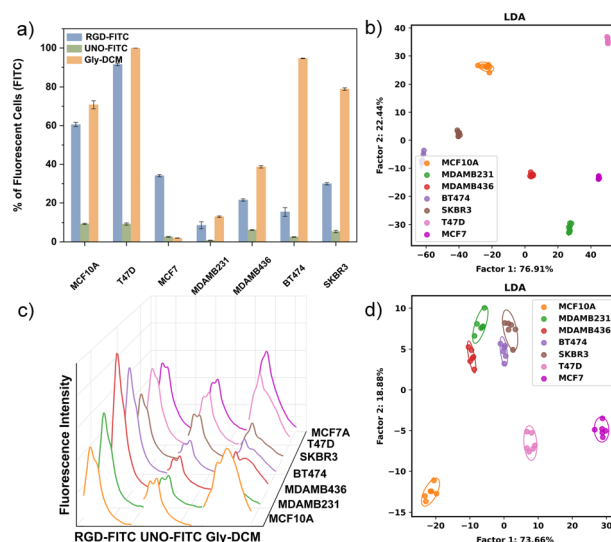 a)
RGD-FITC
UNO-FITC
Gly-DCM
% of Fluorescent Cells (FITC)
100
80
60
40
20
0
MCF10A
T47D
MCF7
MDAMB231
MDAMB436
BT474
SKBR3
b)
LDA
Factor 2: 22.44%
40
30
20
10
0
−10
−20
−30
MCF10A
MDAMB231
MDAMB436
BT474
SKBR3
T47D
MCF7
−60
−40
−20
0
20
40
Factor 1: 76.91%
c)
Fluorescence Intensity
MCF7A
T47D
SKBR3
BT474
MDAMB436
MDAMB231
MCF10A
RGD-FITC UNO-FITC Gly-DCM
d)
LDA
Factor 2: 18.88%
10
5
0
−5
−10
−15
MCF10A
MDAMB231
MDAMB436
BT474
SKBR3
T47D
MCF7
−20
−10
0
10
20
30
Factor 1: 73.66%